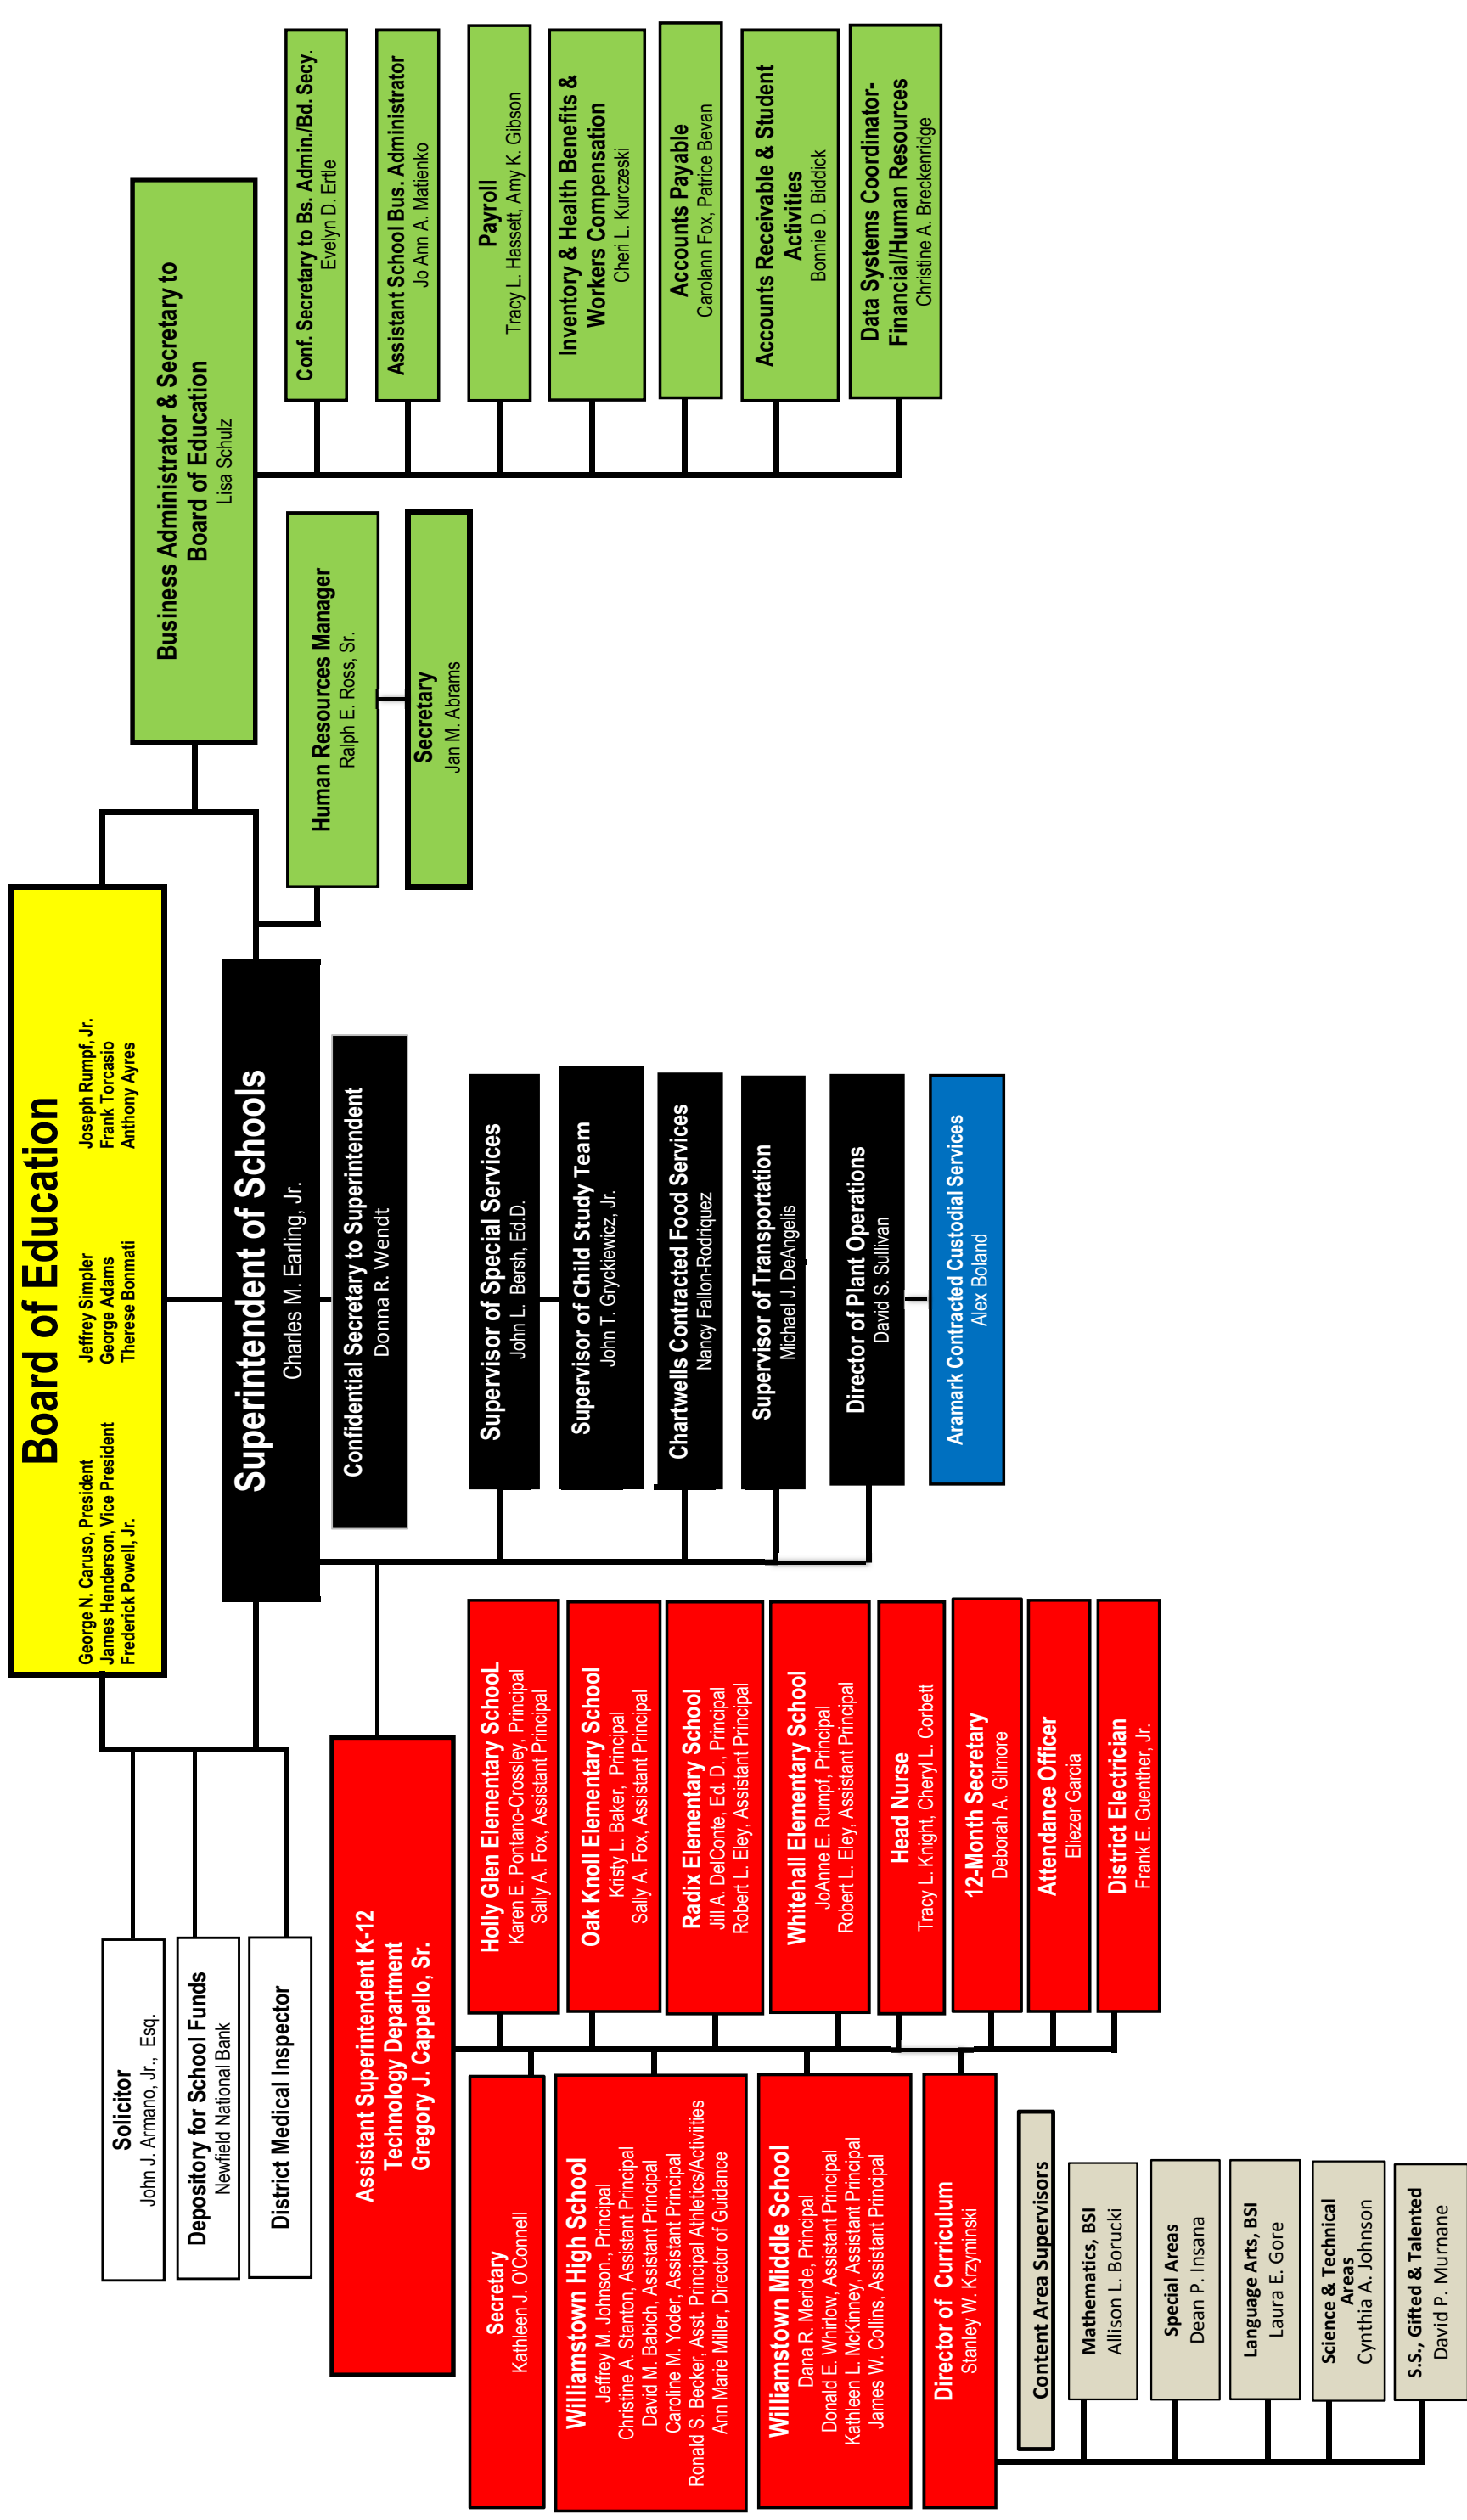 Board of Education
George N. Caruso, President
James Henderson, Vice President
Frederick Powell, Jr.
Jeffrey Simpler
George Adams
Therese Bonmati
Joseph Rumpf, Jr.
Frank Torcasio
Anthony Ayres
Solicitor
John J. Armano, Jr., Esq.
Depository for School Funds
Newfield National Bank
District Medical Inspector
Superintendent of Schools
Charles M. Earling, Jr.
Confidential Secretary to Superintendent
Donna R. Wendt
Business Administrator & Secretary to
Board of Education
Lisa Schulz
Human Resources Manager
Ralph E. Ross, Sr.
Secretary
Jan M. Abrams
Conf. Secretary to Bs. Admin./Bd. Secy.
Evelyn D. Ertle
Assistant School Bus. Administrator
Jo Ann A. Matienko
Payroll
Tracy L. Hassett, Amy K. Gibson
Inventory & Health Benefits &
Workers Compensation
Cheri L. Kurczeski
Accounts Payable
Carolann Fox, Patrice Bevan
Accounts Receivable & Student
Activities
Bonnie D. Biddick
Data Systems Coordinator-
Financial/Human Resources
Christine A. Breckenridge
Supervisor of Special Services
John L. Bersh, Ed.D.
Supervisor of Child Study Team
John T. Gryckiewicz, Jr.
Chartwells Contracted Food Services
Nancy Fallon-Rodriquez
Supervisor of Transportation
Michael J. DeAngelis
Director of Plant Operations
David S. Sullivan
Aramark Contracted Custodial Services
Alex Boland
Assistant Superintendent K-12
Technology Department
Gregory J. Cappello, Sr.
Holly Glen Elementary SchooL
Karen E. Pontano-Crossley, Principal
Sally A. Fox, Assistant Principal
Oak Knoll Elementary School
Kristy L. Baker, Principal
Sally A. Fox, Assistant Principal
Radix Elementary School
Jill A. DelConte, Ed. D., Principal
Robert L. Eley, Assistant Principal
Whitehall Elementary School
JoAnne E. Rumpf, Principal
Robert L. Eley, Assistant Principal
Head Nurse
Tracy L. Knight, Cheryl L. Corbett
12-Month Secretary
Deborah A. Gilmore
Attendance Officer
Eliezer Garcia
District Electrician
Frank E. Guenther, Jr.
Secretary
Kathleen J. O'Connell
Williamstown High School
Jeffrey M. Johnson., Principal
Christine A. Stanton, Assistant Principal
David M. Babich, Assistant Principal
Caroline M. Yoder, Assistant Principal
Ronald S. Becker, Asst. Principal Athletics/Activiities
Ann Marie Miller, Director of Guidance
Williamstown Middle School
Dana R. Mericle, Principal
Donald E. Whirlow, Assistant Principal
Kathleen L. McKinney, Assistant Principal
James W. Collins, Assistant Principal
Director of Curriculum
Stanley W. Krzyminski
Content Area Supervisors
Mathematics, BSI
Allison L. Borucki
Special Areas
Dean P. Insana
Language Arts, BSI
Laura E. Gore
Science & Technical
Areas
Cynthia A. Johnson
S.S., Gifted & Talented
David P. Murnane